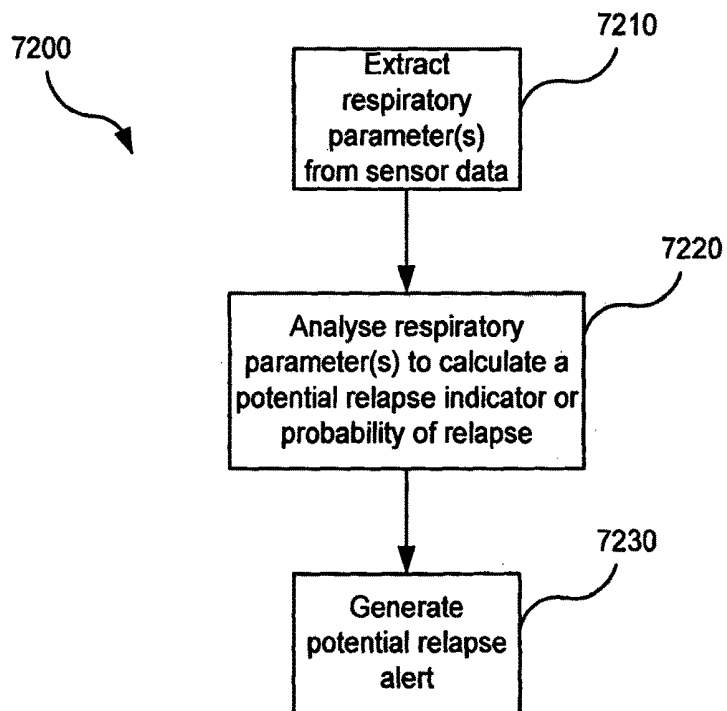 7200
7210
Extract
respiratory
parameter(s)
from sensor data
7220
Analyse respiratory
parameter(s) to calculate a
potential relapse indicator or
probability of relapse
7230
Generate
potential relapse
alert